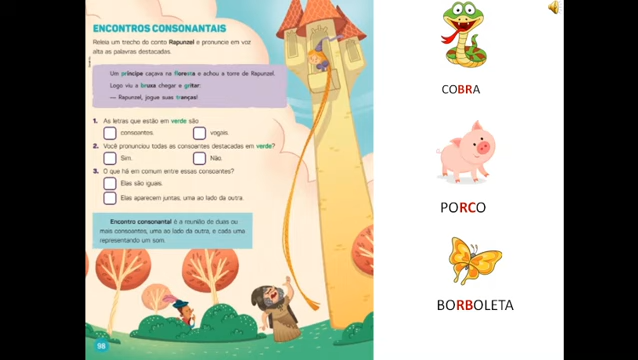 ENCONTROS CONSONANTAIS
Releia um trecho do conto Rapunzel e pronuncie em voz
alta as palavras destacadas.
Um príncipe caçava na floresta e achou a torre de Rapunzel.
Logo viu a bruxa chegar e gritar:
— Rapunzel, jogue suas tranças!
1. As letras que estão em verde são
consoantes. vogais.
2. Você pronunciou todas as consoantes destacadas em verde?
Sim. Não.
3. O que há em comum entre essas consoantes?
Elas são iguais.
Elas aparecem juntas, uma ao lado da outra.
Encontro consonantal é a reunião de duas ou
mais consoantes, uma ao lado da outra, e cada uma
representando um som.
98
COBRA
PORCO
BORBOLETA